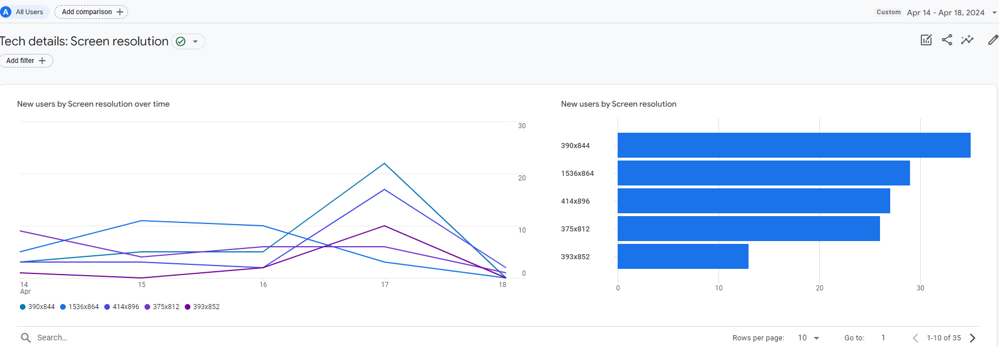 A All Users Add comparison +
Custom Apr 14 - Apr 18, 2024
Tech details: Screen resolution
Add filter +
New users by Screen resolution over time
30
20
10
0
14 15 16 17 18
Apr
390x844 1536x864 414x896 375x812 393x852
New users by Screen resolution
390x844
1536x864
414x896
375x812
393x852
0 10 20 30
Search...
Rows per page: 10 Go to: 1 1-10 of 35